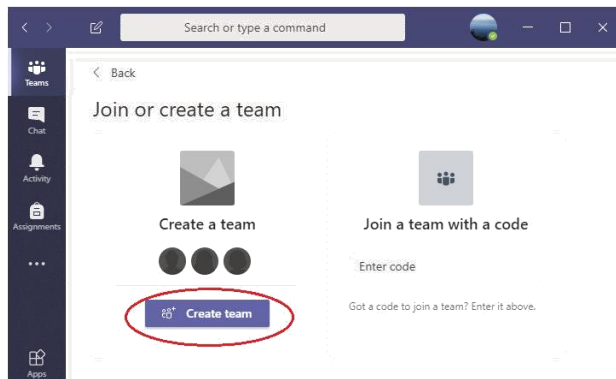 Search or type a command
Teams
Chat
Activity
Assignments
Apps
Back
Join or create a team
Create a team
Create team
Join a team with a code
Enter code
Got a code to join a team? Enter it above.